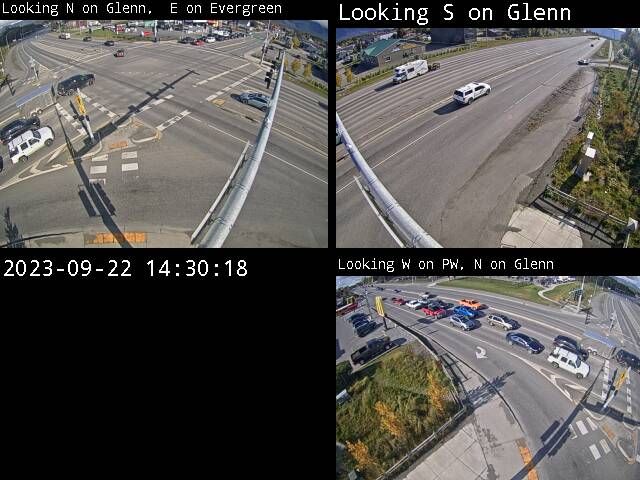 Looking N on Glenn,  E on Evergreen
Looking S on Glenn
2023-09-22 14:30:18
Looking W on PW, N on Glenn